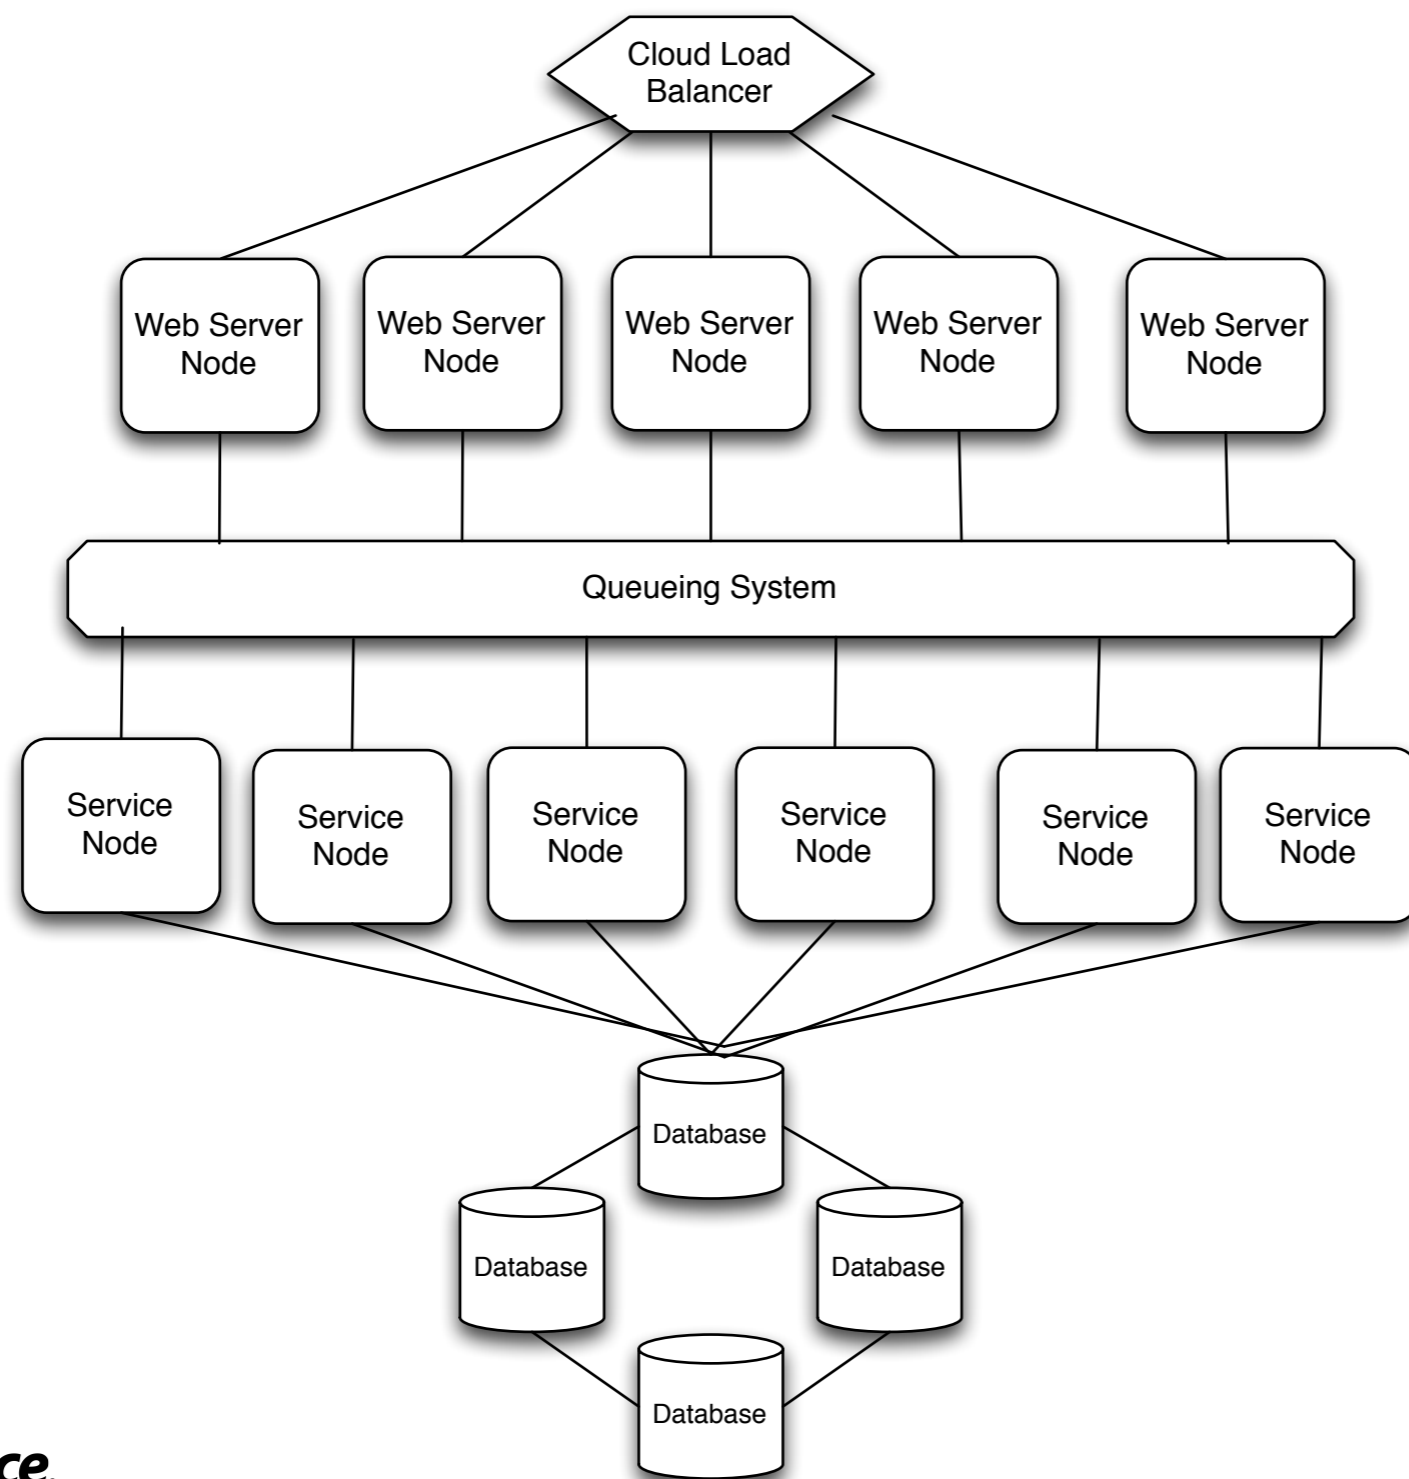 Cloud Load
Balancer
Web Server
Node
Web Server
Node
Web Server
Node
Web Server
Node
Web Server
Node
Queueing System
Service
Node
Service
Node
Service
Node
Service
Node
Service
Node
Service
Node
Database
Database
Database
Database
ce.